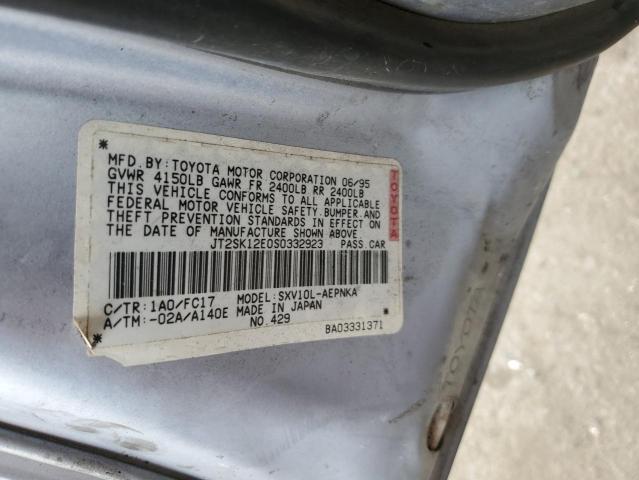 MFD.BY:TOYOTA MOTOR CORPORATION 06/95
GVWR 4150LB GAWR FR 2400LB RR 2400LB
THIS VEHICLE CONFORMS TO ALL APPLICABLE
FEDERAL MOTOR VEHICLE SAFETY,BUMPER,AND
THEFT PREVENTION STANDARDS IN EFFECT ON
THE DATE OF MANUFACTURE SHOWN ABOVE.
JT2SK12E0S0332923 PASS.CAR
C/TR:1A0/FC17 MODEL:SXV10L-AEPNKA
A/TM:-02A/A140E MADE IN JAPAN
NO.429 BA03331371
TOYOTA
TOYOTA